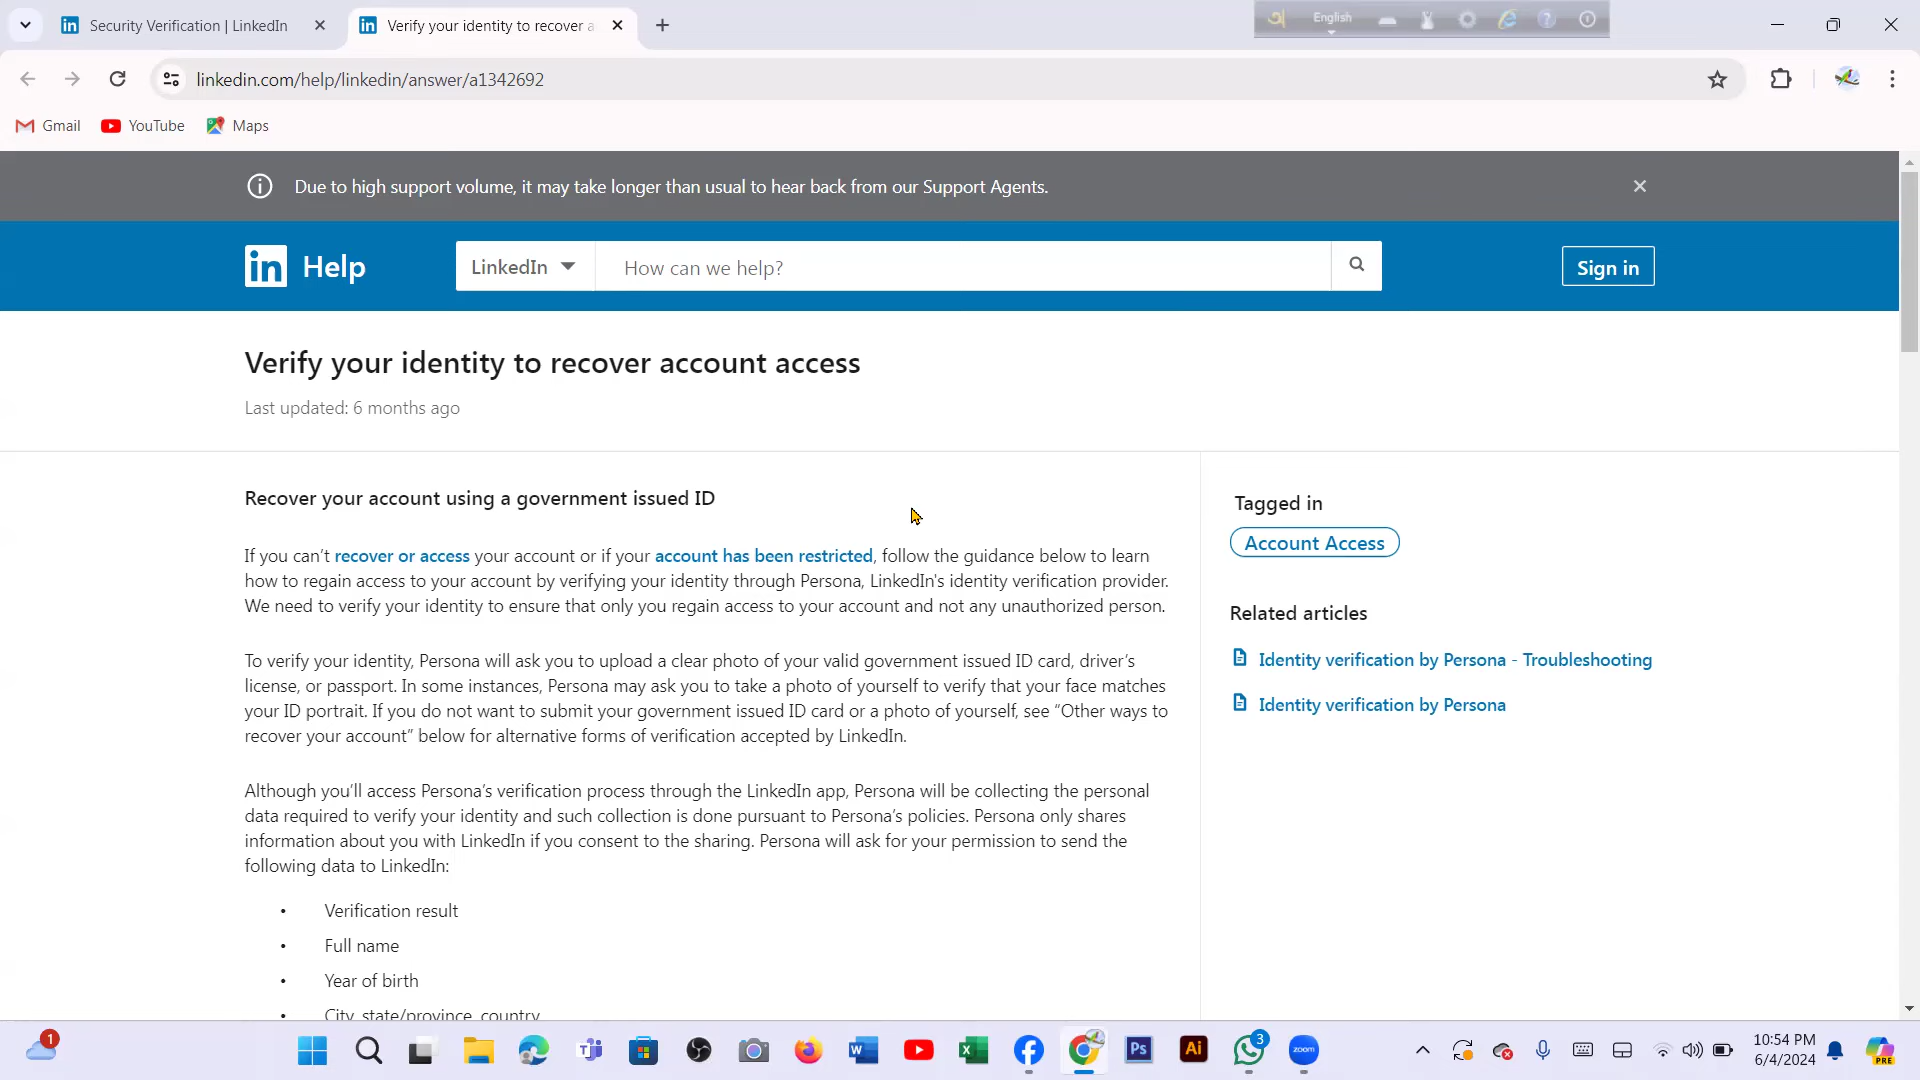 Security Verification | LinkedIn
Verify your identity to recover a
English
linkedin.com/help/linkedin/answer/a1342692
Gmail YouTube Maps
Due to high support volume, it may take longer than usual to hear back from our Support Agents.
in Help LinkedIn How can we help? Sign in
Verify your identity to recover account access
Last updated: 6 months ago
Recover your account using a government issued ID
If you can’t recover or access your account or if your account has been restricted, follow the guidance below to learn
how to regain access to your account by verifying your identity through Persona, LinkedIn's identity verification provider.
We need to verify your identity to ensure that only you regain access to your account and not any unauthorized person.
To verify your identity, Persona will ask you to upload a clear photo of your valid government issued ID card, driver’s
license, or passport. In some instances, Persona may ask you to take a photo of yourself to verify that your face matches
your ID portrait. If you do not want to submit your government issued ID card or a photo of yourself, see “Other ways to
recover your account” below for alternative forms of verification accepted by LinkedIn.
Although you’ll access Persona’s verification process through the LinkedIn app, Persona will be collecting the personal
data required to verify your identity and such collection is done pursuant to Persona’s policies. Persona only shares
information about you with LinkedIn if you consent to the sharing. Persona will ask for your permission to send the
following data to LinkedIn:
• Verification result
• Full name
• Year of birth
• City, state/province, country
Tagged in
Account Access
Related articles
Identity verification by Persona - Troubleshooting
Identity verification by Persona
1
Ps
Ai
3
zoom
10:54 PM
6/4/2024
PRE